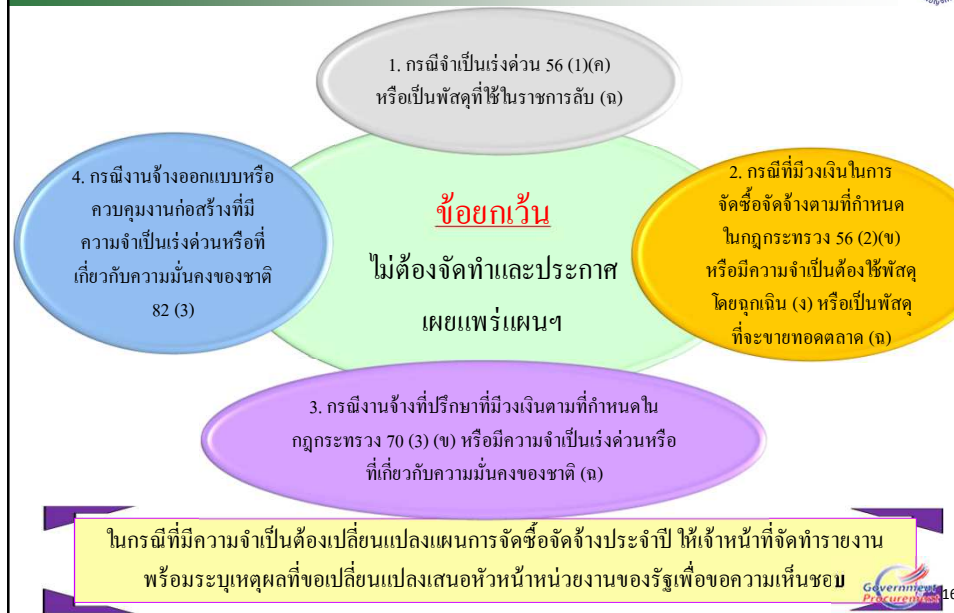 1. กรณีจำเป็นเร่งด่วน 56 (1)(ค)
หรือเป็นพัสดุที่ใช้ในราชการลับ (ฉ)
4. กรณีงานจ้างออกแบบหรือ
ควบคุมงานก่อสร้างที่มี
ความจำเป็นเร่งด่วนหรือที่
เกี่ยวกับความมั่นคงของชาติ
82 (3)
ข้อยกเว้น
ไม่ต้องจัดทำและประกาศ
เผยแพร่แผนฯ
2. กรณีที่มีวงเงินในการ
จัดซื้อจัดจ้างตามที่กำหนด
ในกฎกระทรวง 56 (2)(ข)
หรือมีความจำเป็นต้องใช้พัสดุ
โดยฉุกเฉิน (ง) หรือเป็นพัสดุ
ที่จะขายทอดตลาด (ฉ)
3. กรณีงานจ้างที่ปรึกษาที่มีวงเงินตามที่กำหนดใน
กฎกระทรวง 70 (3) (ข) หรือมีความจำเป็นเร่งด่วนหรือ
ที่เกี่ยวกับความมั่นคงของชาติ (ฉ)
ในกรณีที่มีความจำเป็นต้องเปลี่ยนแปลงแผนการจัดซื้อจัดจ้างประจำปี ให้เจ้าหน้าที่จัดทำรายงาน
พร้อมระบุเหตุผลที่ขอเปลี่ยนแปลงเสนอหัวหน้าหน่วยงานของรัฐเพื่อขอความเห็นชอบ
Government
Procurement
16